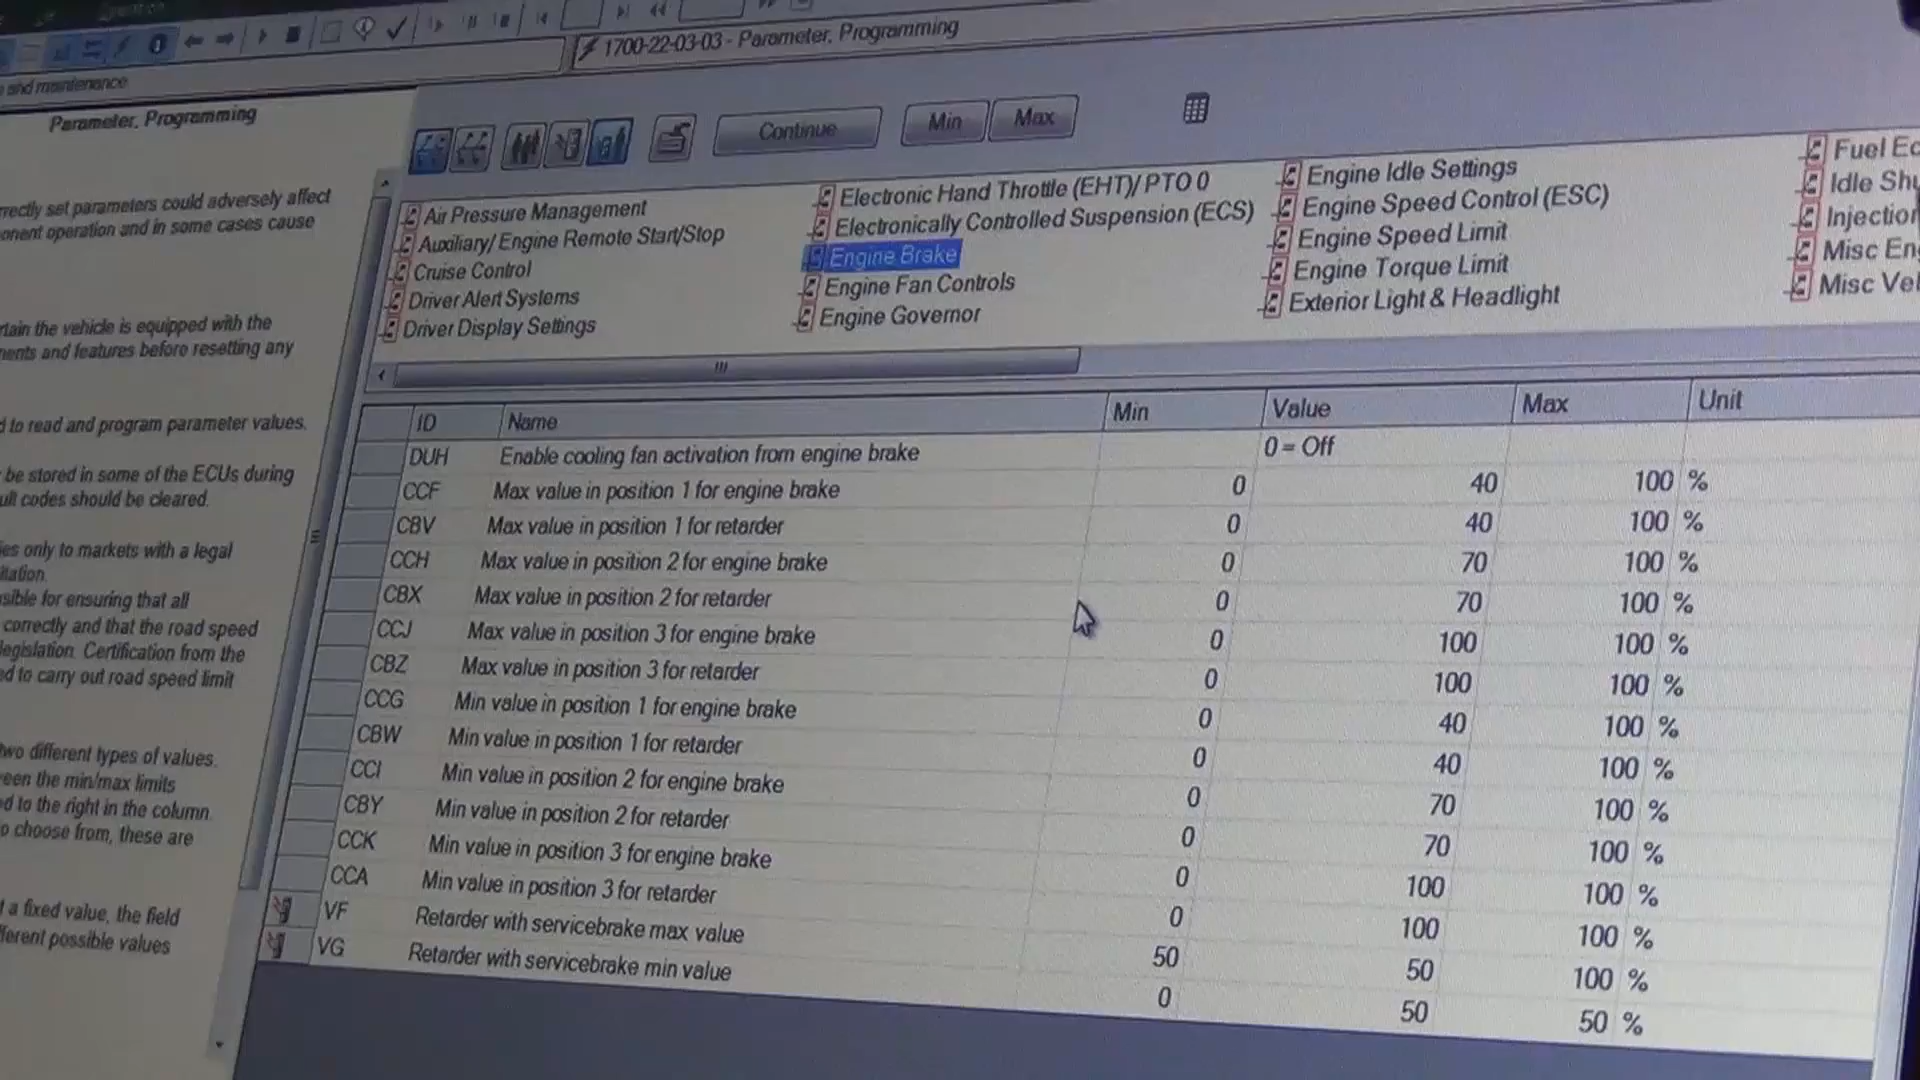 1700-22-03-03 - Parameter, Programming
and maintenance
Parameter, Programming
Continue
Min
Max
rrectly set parameters could adversely affect
onent operation and in some cases cause
rtain the vehicle is equipped with the
nents and features before resetting any
d to read and program parameter values.
be stored in some of the ECUs during
ult codes should be cleared.
ies only to markets with a legal
itation.
sible for ensuring that all
correctly and that the road speed
legislation. Certification from the
ed to carry out road speed limit
two different types of values.
een the min/max limits
ed to the right in the column.
o choose from, these are
t a fixed value, the field
fferent possible values
Air Pressure Management
Auxiliary/ Engine Remote Start/Stop
Cruise Control
Driver Alert Systems
Driver Display Settings
Electronic Hand Throttle (EHT)/ PTO 0
Electronically Controlled Suspension (ECS)
Engine Brake
Engine Fan Controls
Engine Governor
Engine Idle Settings
Engine Speed Control (ESC)
Engine Speed Limit
Engine Torque Limit
Exterior Light & Headlight
Fuel Ec
Idle Shu
Injection
Misc Eng
Misc Vel
ID Name Min Value Max Unit
DUH Enable cooling fan activation from engine brake 0 = Off
CCF Max value in position 1 for engine brake 0 40 100 %
CBV Max value in position 1 for retarder 0 40 100 %
CCH Max value in position 2 for engine brake 0 70 100 %
CBX Max value in position 2 for retarder 0 70 100 %
CCJ Max value in position 3 for engine brake 0 100 100 %
CBZ Max value in position 3 for retarder 0 100 100 %
CCG Min value in position 1 for engine brake 0 40 100 %
CBW Min value in position 1 for retarder 0 40 100 %
CCI Min value in position 2 for engine brake 0 70 100 %
CBY Min value in position 2 for retarder 0 70 100 %
CCK Min value in position 3 for engine brake 0 100 100 %
CCA Min value in position 3 for retarder 0 100 100 %
VF Retarder with servicebrake max value 50 50 100 %
VG Retarder with servicebrake min value 0 50 50 %